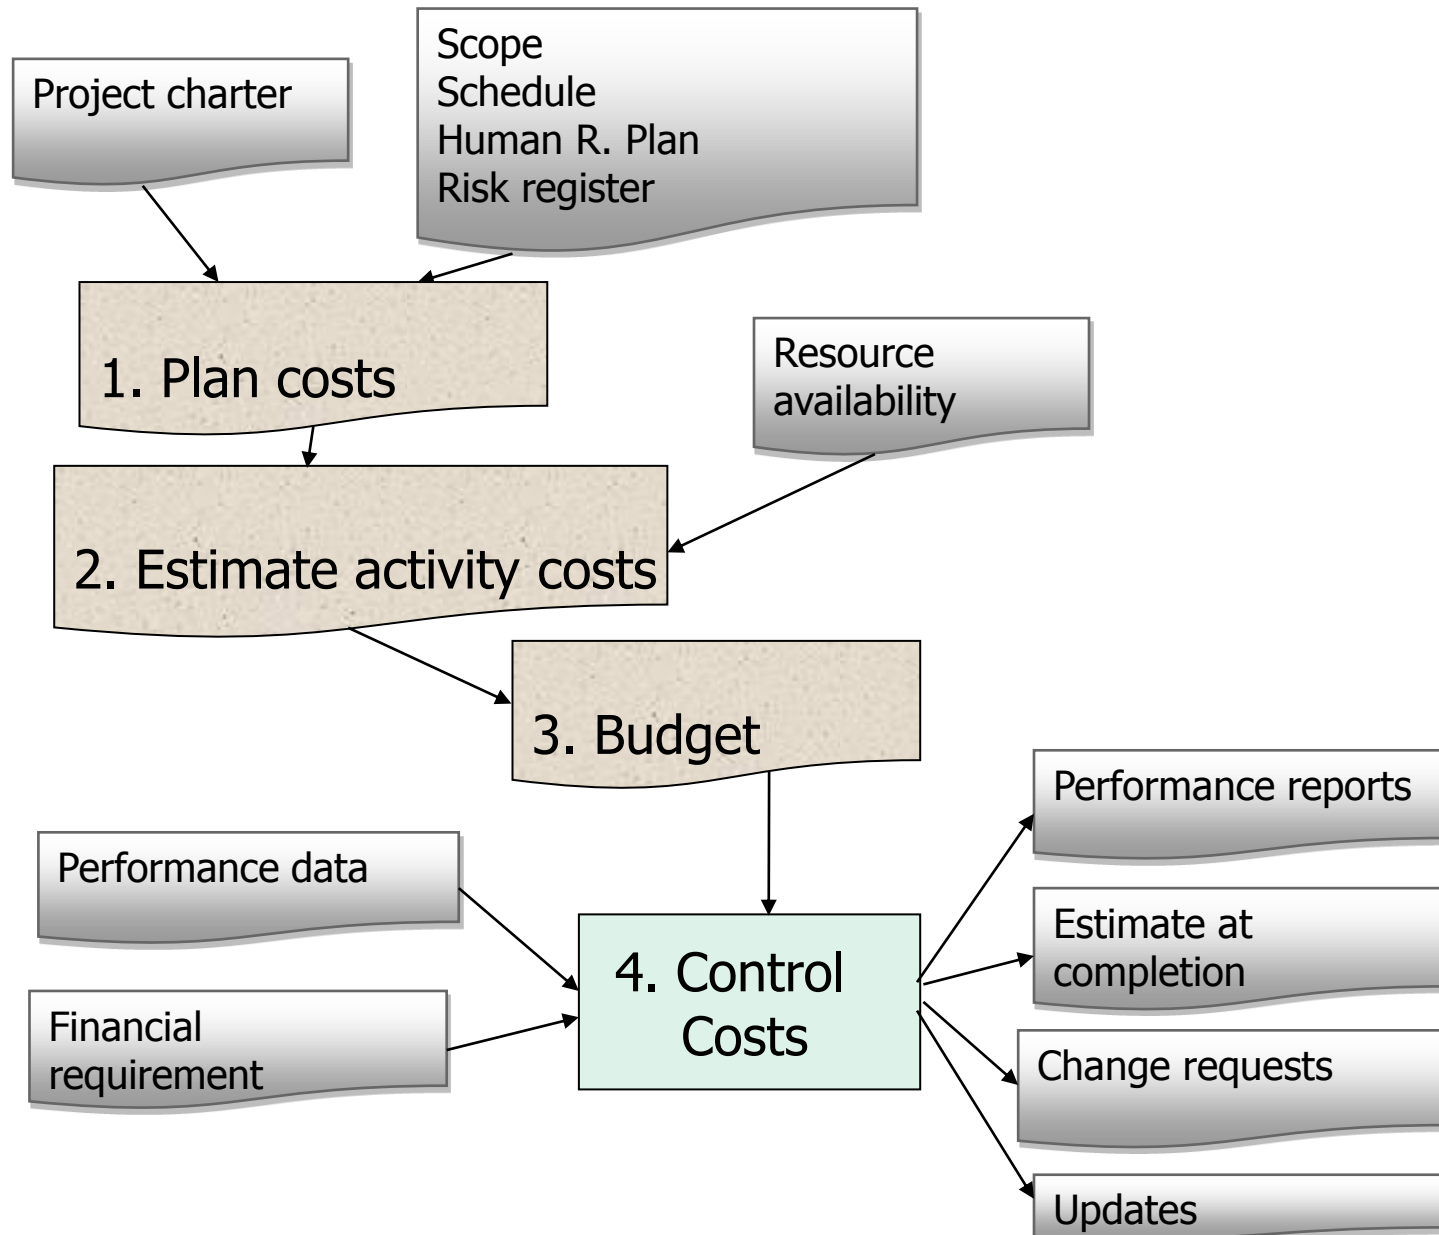 Project charter
Scope
Schedule
Human R. Plan
Risk register
1. Plan costs
Resource
availability
2. Estimate activity costs
3. Budget
Performance reports
Performance data
Estimate at
completion
4. Control
Costs
Financial
requirement
Change requests
Updates